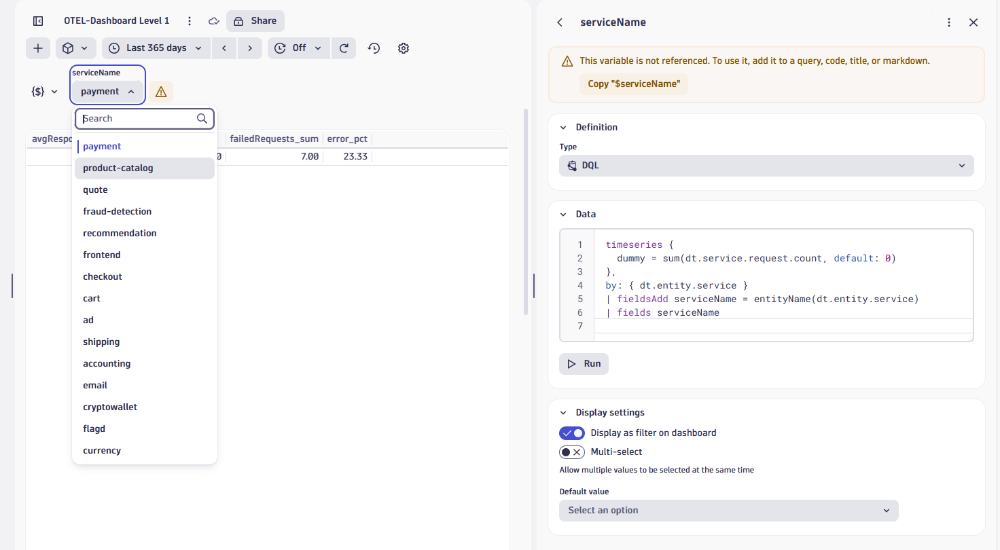 OTEL-Dashboard Level 1
Share
Last 365 days
Off
{$}
serviceName
payment
Search
avgRespo
0
failedRequests_sum
error_pct
7.00
23.33
payment
product-catalog
quote
fraud-detection
recommendation
frontend
checkout
cart
ad
shipping
accounting
email
cryptowallet
flagd
currency
serviceName
This variable is not referenced. To use it, add it to a query, code, title, or markdown.
Copy "$serviceName"
Definition
Type
DQL
Data
1 timeseries {
2 dummy = sum(dt.service.request.count, default: 0)
3 },
4 by: { dt.entity.service }
5 | fieldsAdd serviceName = entityName(dt.entity.service)
6 | fields serviceName
7
Run
Display settings
Display as filter on dashboard
Multi-select
Allow multiple values to be selected at the same time
Default value
Select an option